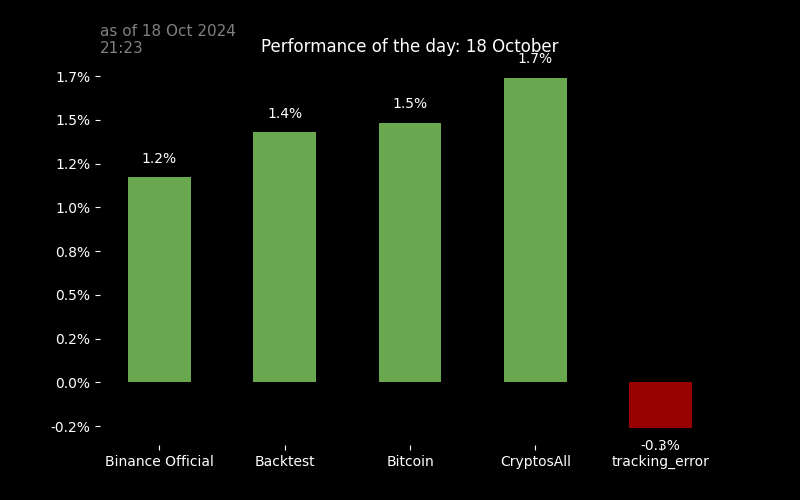 as of 18 Oct 2024
21:23
Performance of the day: 18 October
1.7%
1.5%
1.2%
1.0%
0.8%
0.5%
0.2%
0.0%
-0.2%
1.2%
1.4%
1.5%
1.7%
-0.3%
Binance Official
Backtest
Bitcoin
CryptosAll
tracking_error